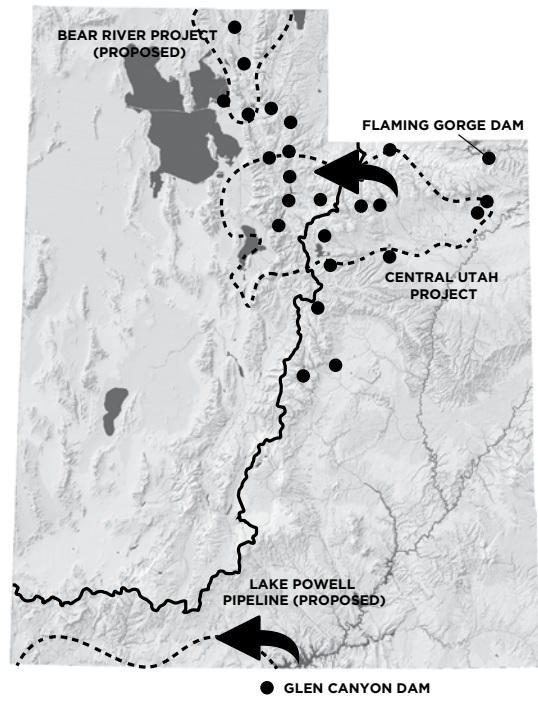 BEAR RIVER PROJECT
(PROPOSED)
FLAMING GORGE DAM
CENTRAL UTAH
PROJECT
LAKE POWELL
PIPELINE (PROPOSED)
GLEN CANYON DAM